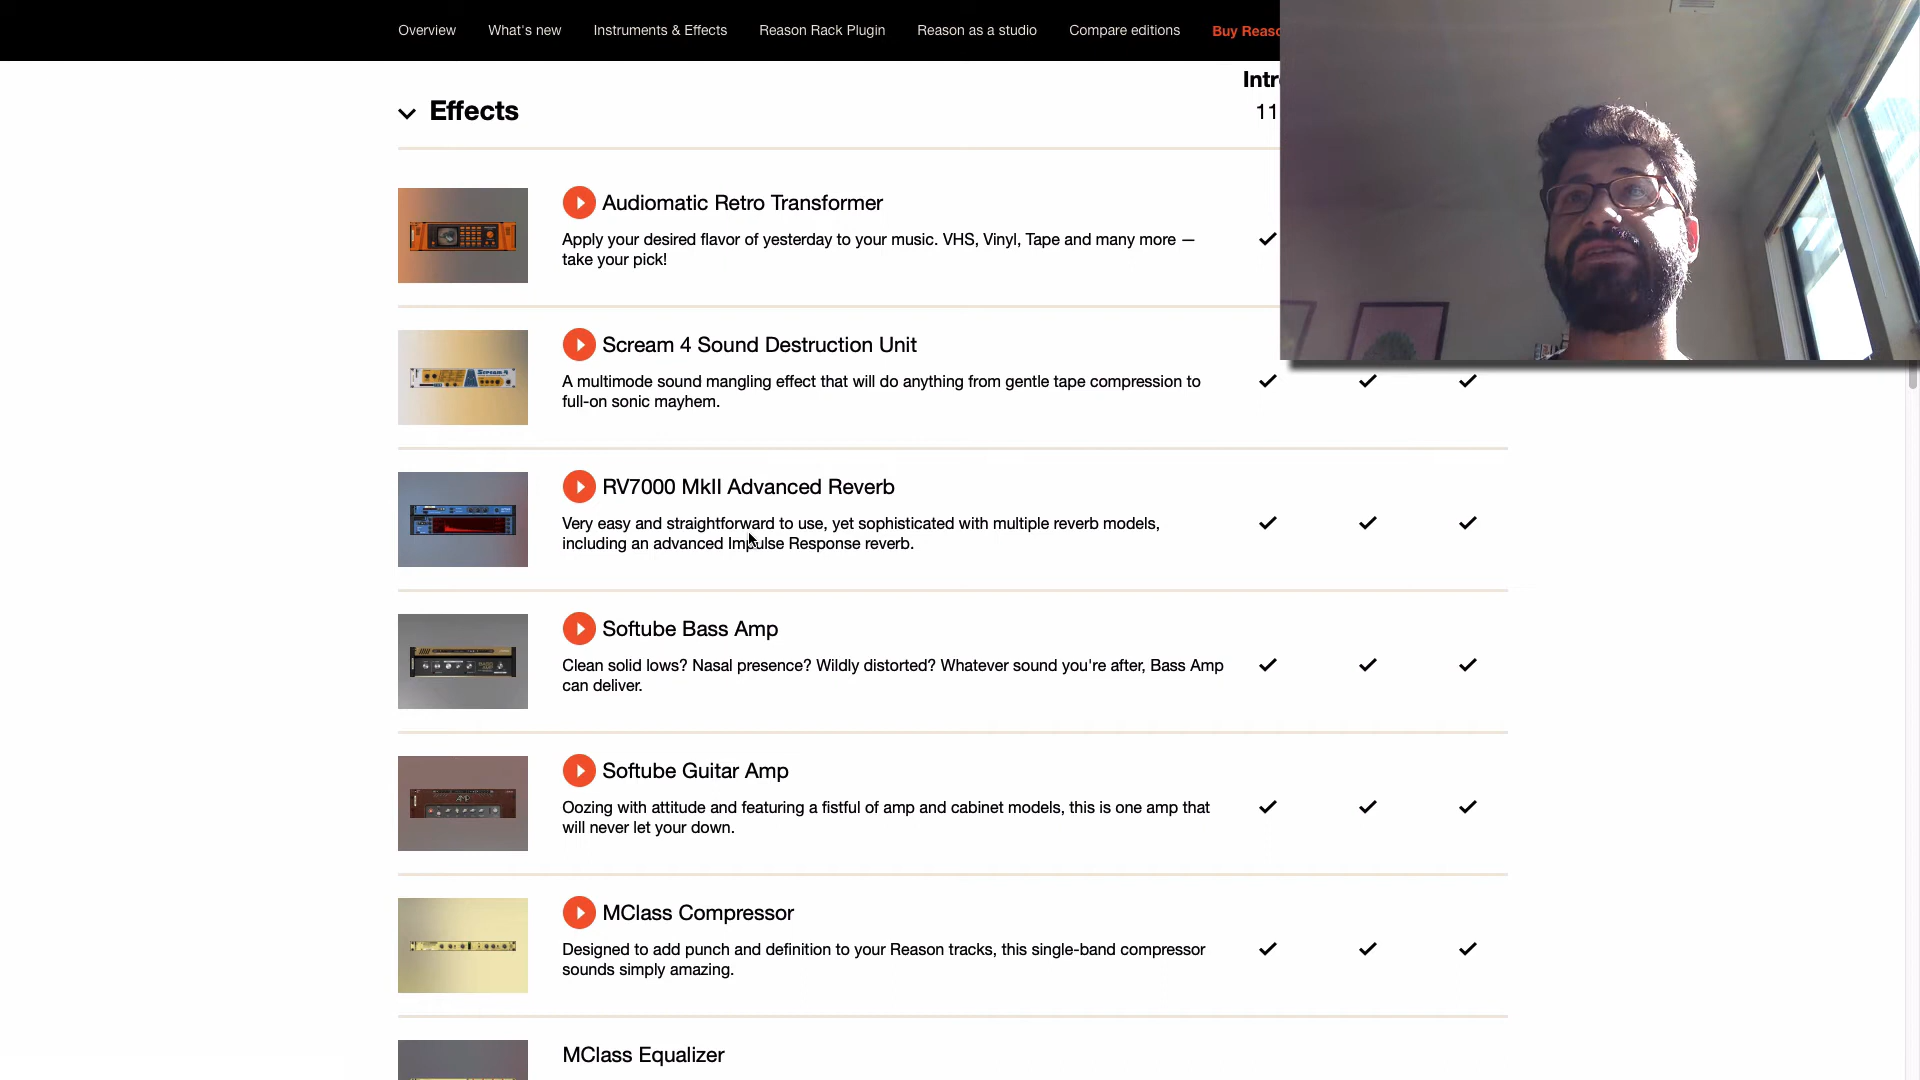 Overview What's new Instruments & Effects Reason Rack Plugin Reason as a studio Compare editions Buy
Effects
11
Audiomatic Retro Transformer
Apply your desired flavor of yesterday to your music. VHS, Vinyl, Tape and many more —
take your pick!
Scream 4 Sound Destruction Unit
A multimode sound mangling effect that will do anything from gentle tape compression to
full-on sonic mayhem.
RV7000 MkII Advanced Reverb
Very easy and straightforward to use, yet sophisticated with multiple reverb models,
including an advanced Impulse Response reverb.
Softube Bass Amp
Clean solid lows? Nasal presence? Wildly distorted? Whatever sound you're after, Bass Amp
can deliver.
Softube Guitar Amp
Oozing with attitude and featuring a fistful of amp and cabinet models, this is one amp that
will never let your down.
MClass Compressor
Designed to add punch and definition to your Reason tracks, this single-band compressor
sounds simply amazing.
MClass Equalizer